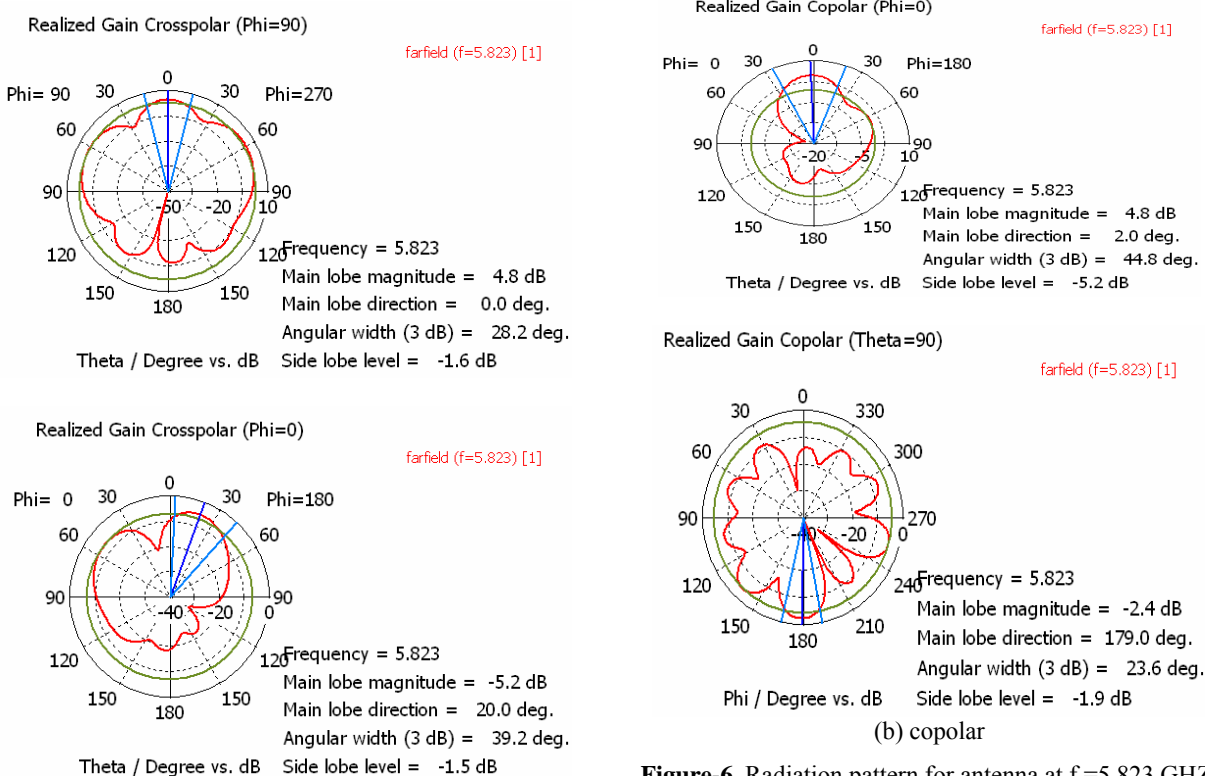 Realized Gain Crosspolar (Phi=90)
farfield (f=5.823) [1]
0
Phi= 90 30 30 Phi=270
60 60
90 -50 -20 10 90
120 120
150 150
180
Frequency = 5.823
Main lobe magnitude = 4.8 dB
Main lobe direction = 0.0 deg.
Angular width (3 dB) = 28.2 deg.
Theta / Degree vs. dB Side lobe level = -1.6 dB
Realized Gain Crosspolar (Phi=0)
farfield (f=5.823) [1]
0
Phi= 0 30 30 Phi=180
60 60
90 -40 -20 0 90
120 120
150 150
180
Frequency = 5.823
Main lobe magnitude = -5.2 dB
Main lobe direction = 20.0 deg.
Angular width (3 dB) = 39.2 deg.
Theta / Degree vs. dB Side lobe level = -1.5 dB
Realized Gain Copolar (Phi=0)
farfield (f=5.823) [1]
0
Phi= 0 30 30 Phi=180
60 60
90 -20 -5 10 90
120 120
150 150
180
Frequency = 5.823
Main lobe magnitude = 4.8 dB
Main lobe direction = 2.0 deg.
Angular width (3 dB) = 44.8 deg.
Theta / Degree vs. dB Side lobe level = -5.2 dB
Realized Gain Copolar (Theta=90)
farfield (f=5.823) [1]
0
30 330
60 300
90 -40 -20 0 270
120 240
150 210
180
Frequency = 5.823
Main lobe magnitude = -2.4 dB
Main lobe direction = 179.0 deg.
Angular width (3 dB) = 23.6 deg.
Phi / Degree vs. dB Side lobe level = -1.9 dB
(b) copolar
Figure-6. Radiation pattern for antenna at f =5.823 GHZ